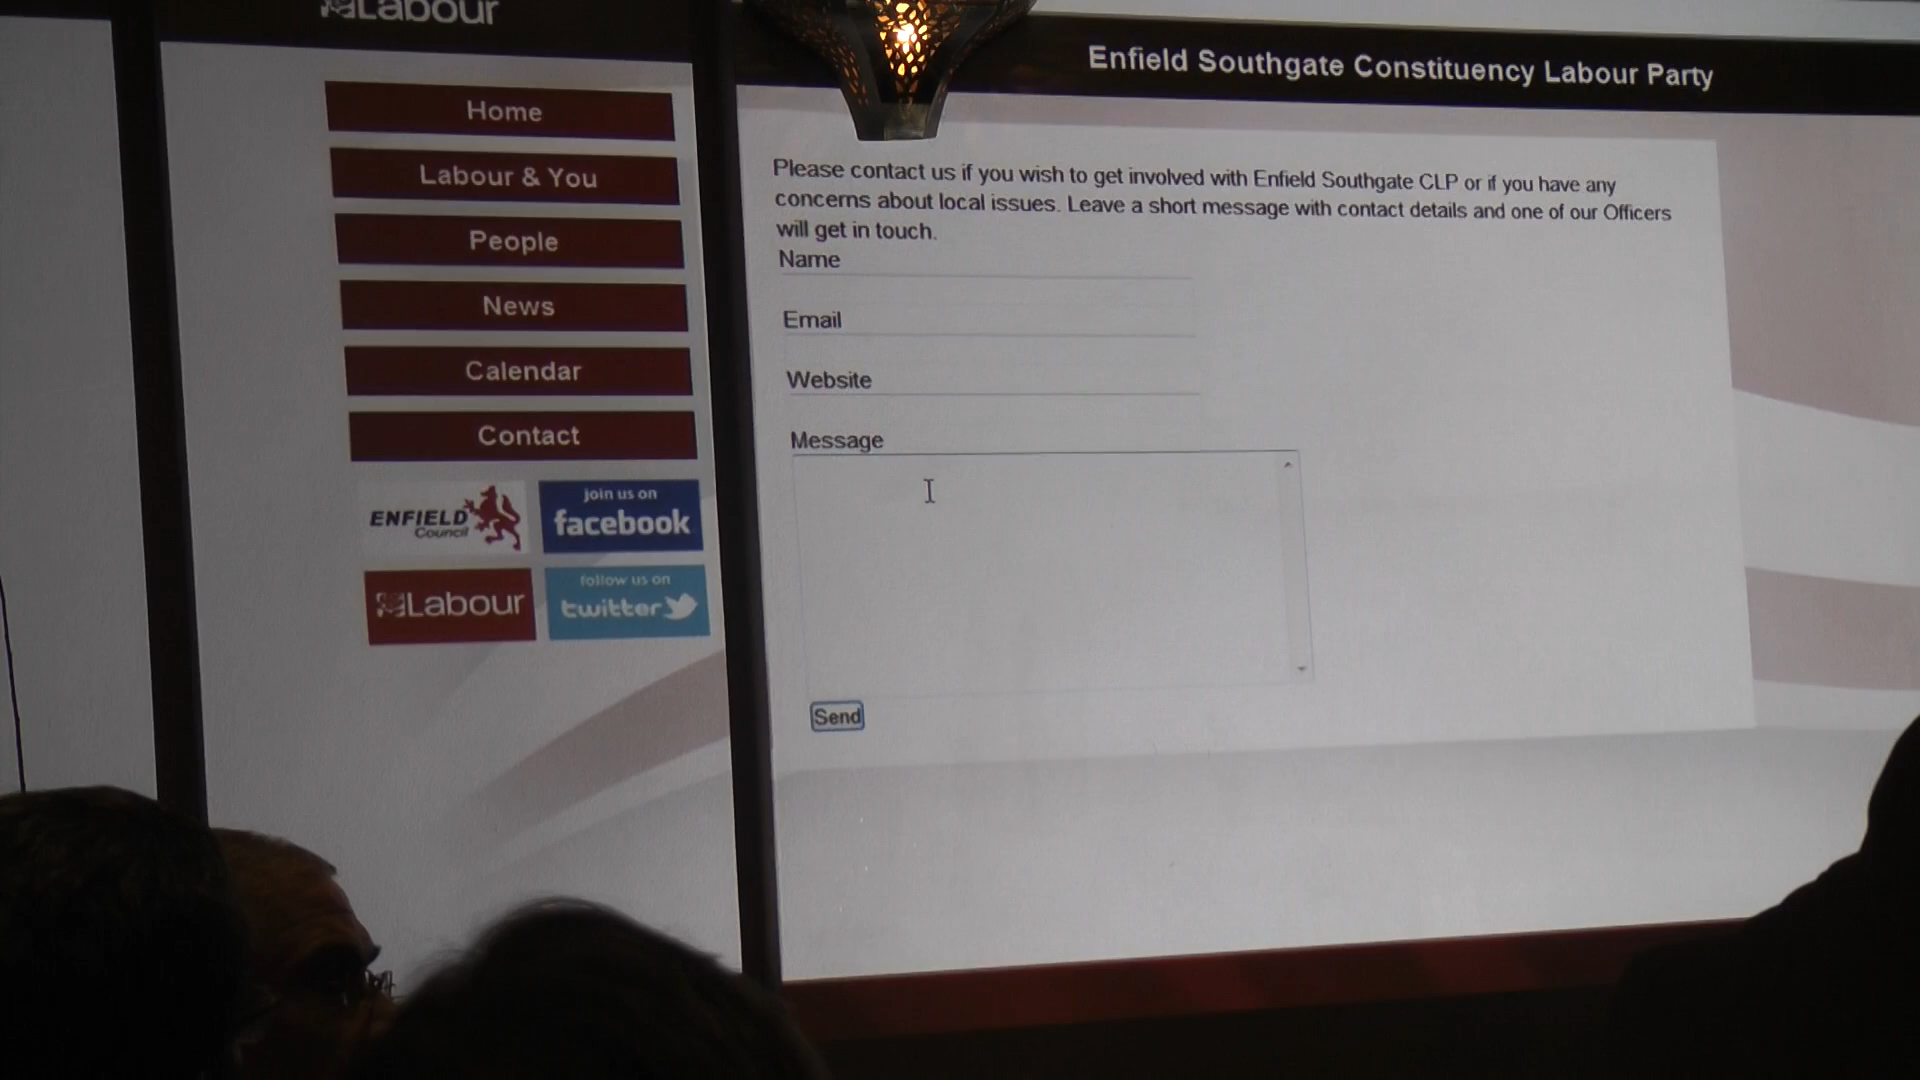 Labour
Enfield Southgate Constituency Labour Party
Home
Labour & You
People
News
Calendar
Contact
ENFIELD
Council
join us on
facebook
Labour
follow us on
twitter
Please contact us if you wish to get involved with Enfield Southgate CLP or if you have any
concerns about local issues. Leave a short message with contact details and one of our Officers
will get in touch.
Name
Email
Website
Message
Send